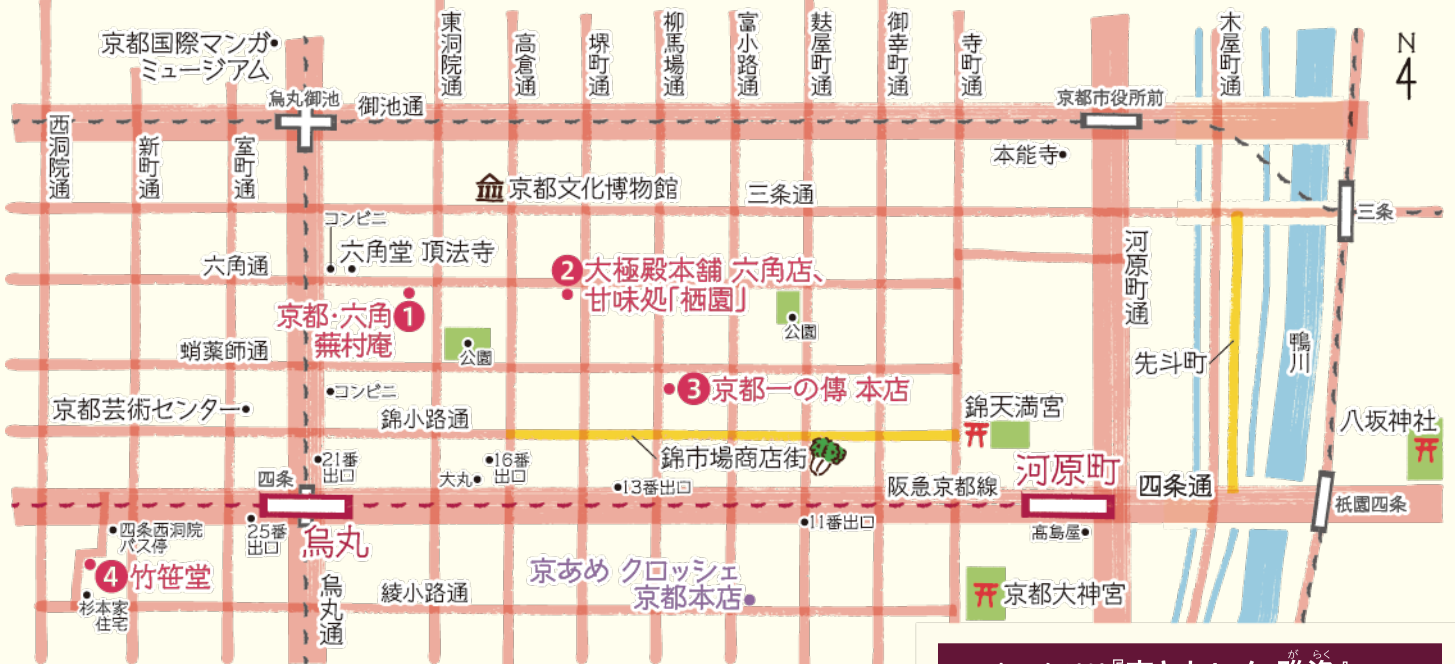 京都国際マンガ
ミュージアム
烏丸御池
御池通
東洞院通
高倉通
堺町通
柳馬場通
富小路通
麸屋町通
御幸町通
寺町通
京都市役所前
木屋町通
N
西洞院通
新町通
室町通
本能寺
京都文化博物館
三条通
三条
コンビニ
六角堂 頂法寺
六角通
2 大極殿本舗 六角店、
甘味処「栖園」
河原町通
京都・六角 1
蕪村庵
公園
公園
蛸薬師通
先斗町
鴨川
コンビニ
3 京都一の傳 本店
京都芸術センター
錦小路通
錦天満宮
八坂神社
錦市場商店街
21番
出口
16番
出口
大丸
13番出口
四条
阪急京都線
河原町
四条通
祇園四条
四条西洞院
バス停
25番
出口
烏丸
11番出口
髙島屋
4 竹笹堂
杉本家
住宅
烏丸通
綾小路通
京あめ クロッシェ
京都本店
京都大神宮